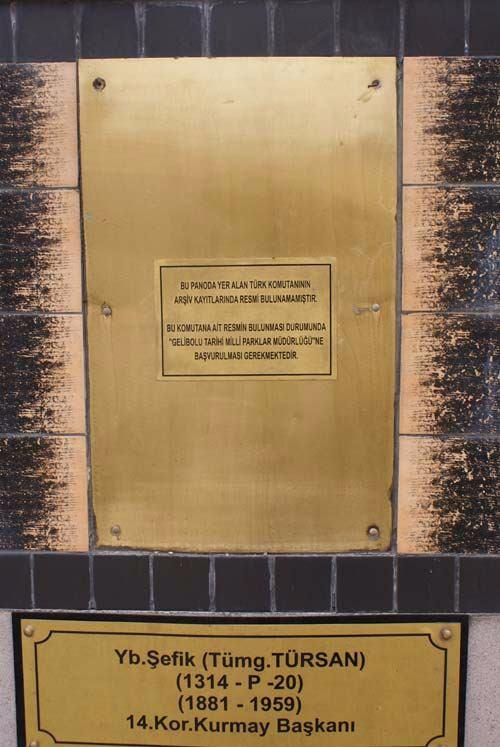 BU PANODA YER ALAN TÜRK KOMUTANININ
ARŞİV KAYITLARINDA RESMİ BULUNAMAMIŞTIR.
BU KOMUTANA AİT RESMİN BULUNMASI DURUMUNDA
"GELİBOLU TARİHİ MİLLİ PARKLAR MÜDÜRLÜĞÜ"NE
BAŞVURULMASI GEREKMEKTEDİR.
Yb.Şefik (Tümg.TÜRSAN)
(1314 - P -20)
(1881 - 1959)
14.Kor.Kurmay Başkanı